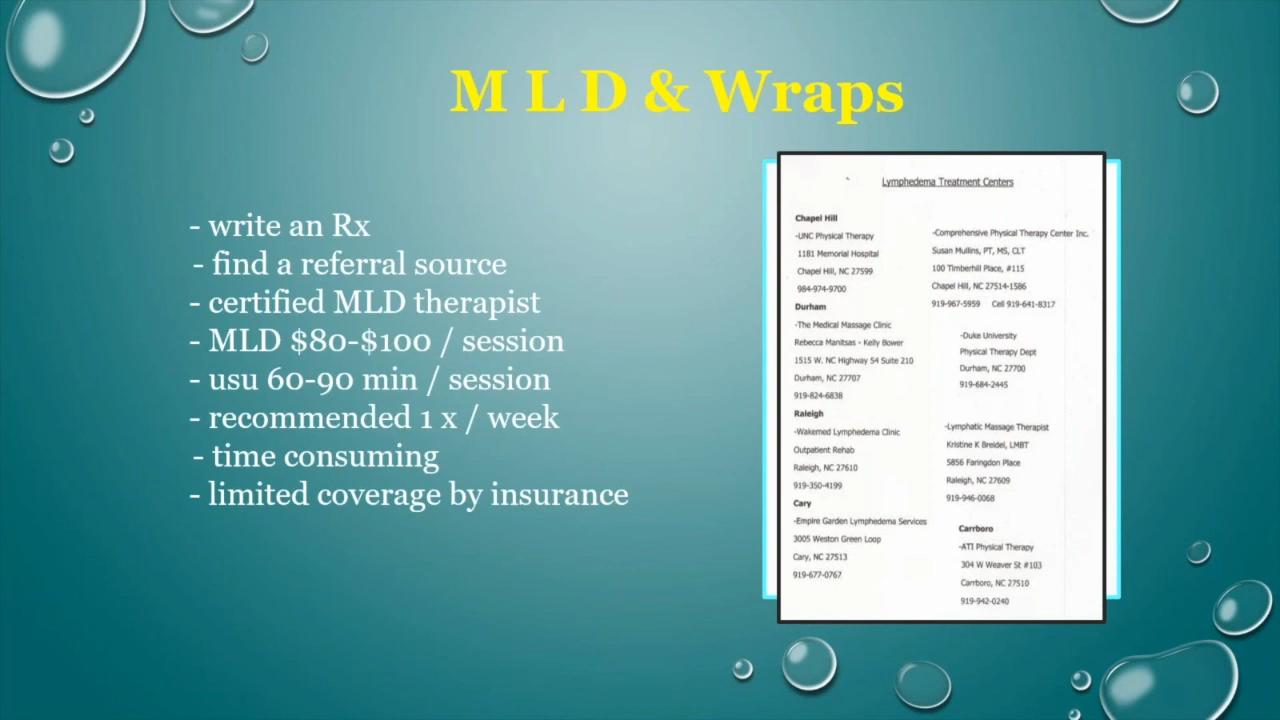 M L D & Wraps
- write an Rx
- find a referral source
- certified MLD therapist
- MLD $80-$100 / session
- usu 60-90 min / session
- recommended 1 x / week
- time consuming
- limited coverage by insurance
Lymphedema Treatment Centers
Chapel Hill
-UNC Physical Therapy
1181 Memorial Hospital
Chapel Hill, NC 27599
984-974-9700
Durham
-The Medical Massage Clinic
Rebecca Manitsas - Kelly Bower
1515 W. NC Highway 54 Suite 210
Durham, NC 27707
919-824-6838
Raleigh
-Wakemed Lymphedema Clinic
Outpatient Rehab
Raleigh, NC 27610
919-350-4199
Cary
-Empire Garden Lymphedema Services
3005 Weston Green Loop
Cary, NC 27513
919-677-0767
-Comprehensive Physical Therapy Center Inc.
Susan Mullins, PT, MS, CLT
100 Timberhill Place, #115
Chapel Hill, NC 27514-1586
919-967-5959 Cell 919-641-8317
-Duke University
Physical Therapy Dept
Durham, NC 27700
919-684-2445
-Lymphatic Massage Therapist
Kristine K Breidel, LMBT
5856 Faringdon Place
Raleigh, NC 27609
919-946-0068
Carrboro
-ATI Physical Therapy
304 W Weaver St #103
Carrboro, NC 27510
919-942-0240